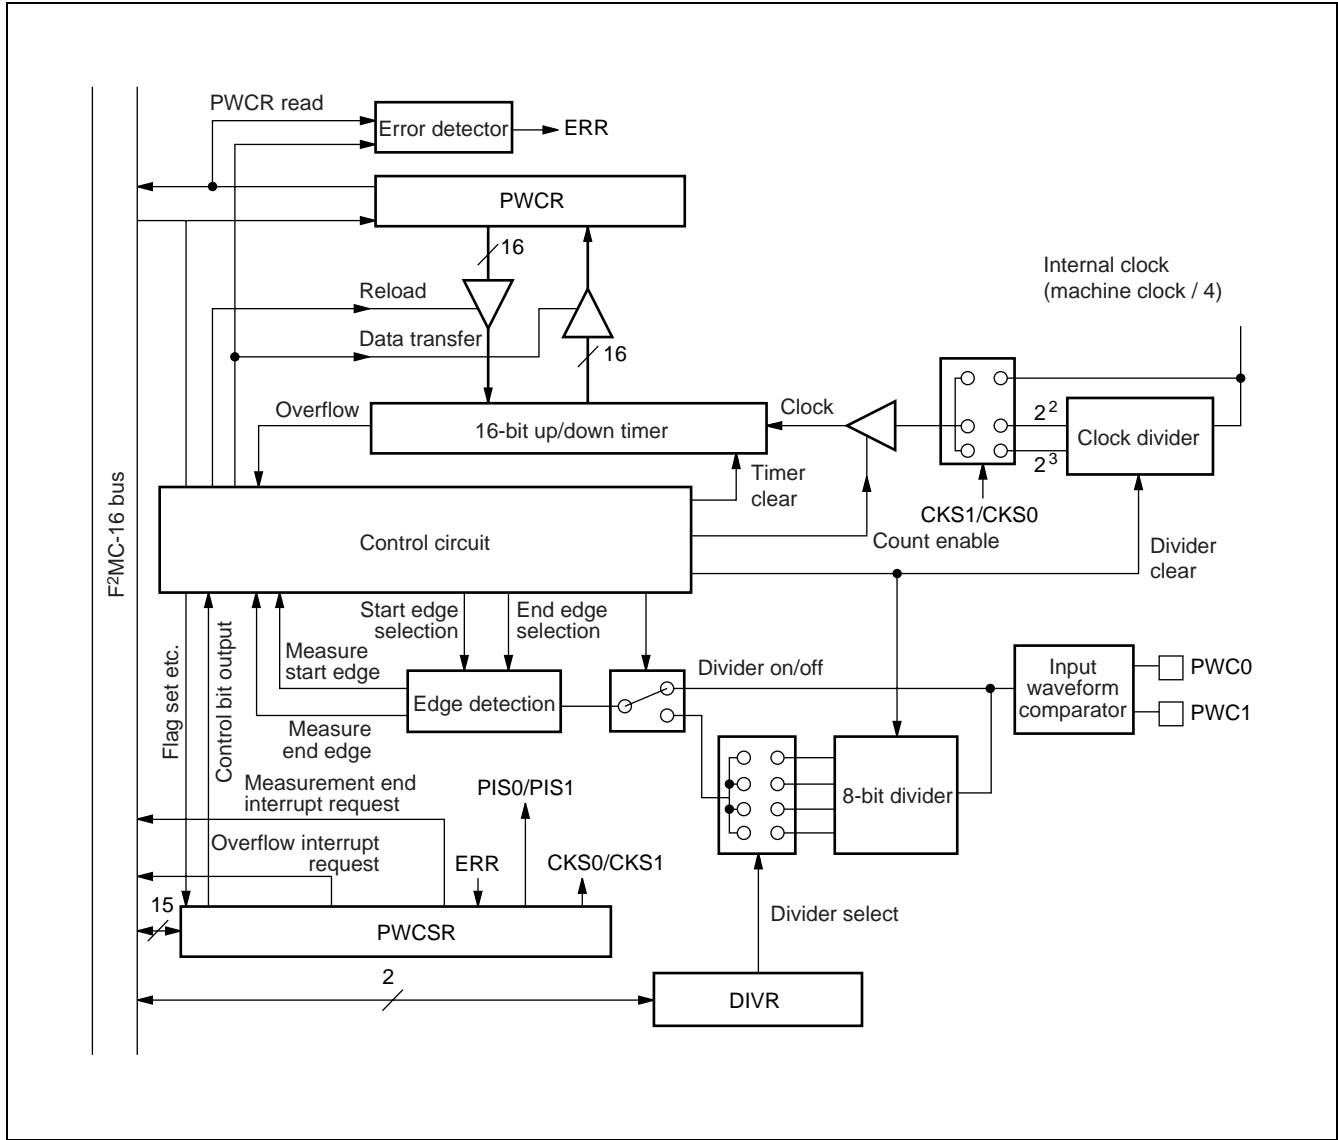 PWCR read
Error detector
ERR
PWCR
16
Internal clock
(machine clock / 4)
Reload
Data transfer
16
Overflow
16-bit up/down timer
Clock
2²
2³
Clock divider
Timer
clear
CKS1/CKS0
Count enable
Divider
clear
F²MC-16 bus
Control circuit
Start edge
selection
End edge
selection
Flag set etc.
Control bit output
Measure
start edge
Edge detection
Divider on/off
Input
waveform
comparator
PWC0
PWC1
Measure
end edge
Measurement end
interrupt request
PIS0/PIS1
8-bit divider
Overflow interrupt
request
ERR
CKS0/CKS1
15
PWCSR
Divider select
2
DIVR